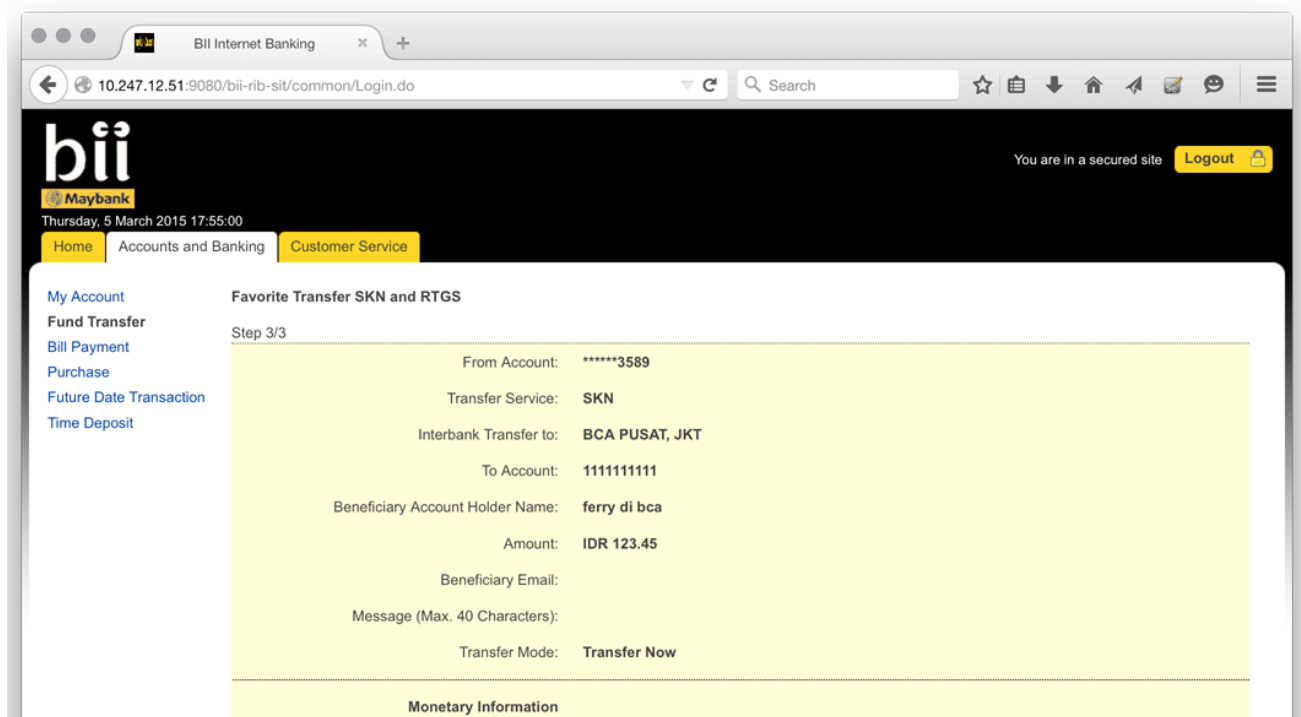 BII Internet Banking
10.247.12.51:9080/bii-rib-sit/common/Login.do
Search
bii
Maybank
You are in a secured site Logout
Thursday, 5 March 2015 17:55:00
Home Accounts and Banking Customer Service
My Account
Fund Transfer
Bill Payment
Purchase
Future Date Transaction
Time Deposit
Favorite Transfer SKN and RTGS
Step 3/3
From Account: ******3589
Transfer Service: SKN
Interbank Transfer to: BCA PUSAT, JKT
To Account: 1111111111
Beneficiary Account Holder Name: ferry di bca
Amount: IDR 123.45
Beneficiary Email:
Message (Max. 40 Characters):
Transfer Mode: Transfer Now
Monetary Information